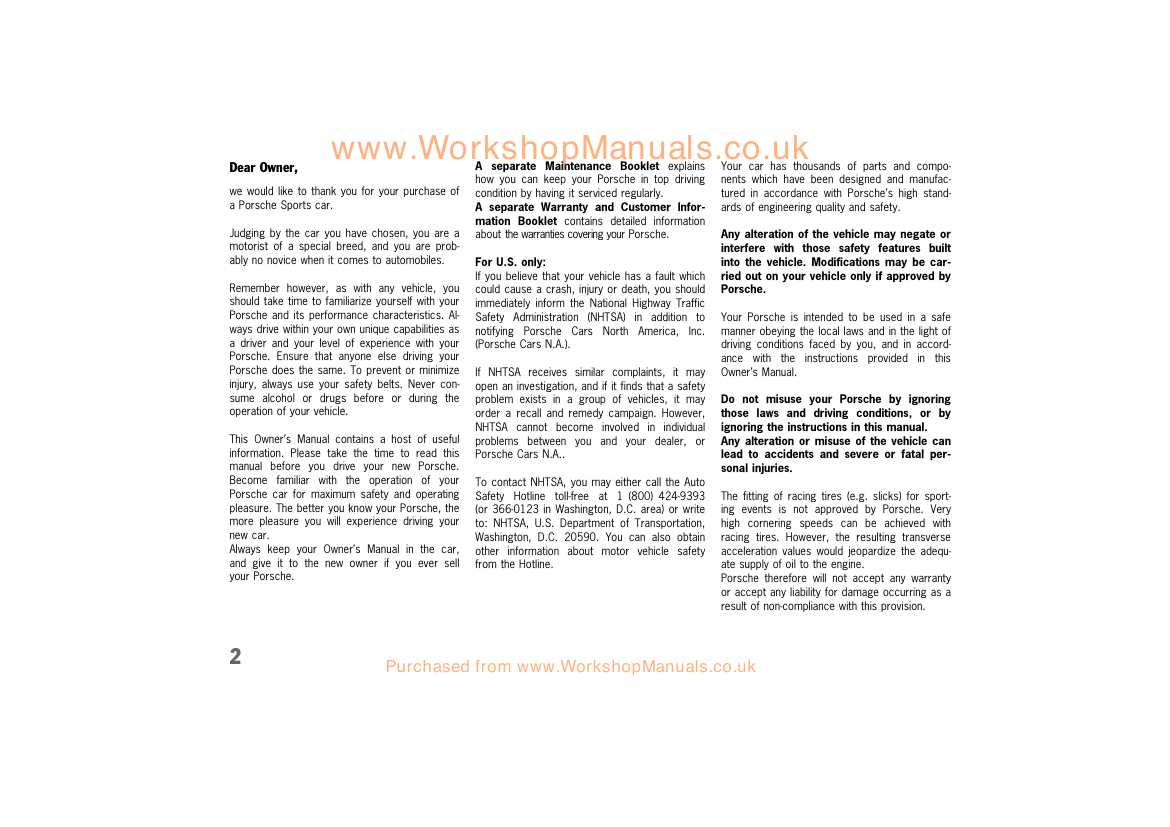 www.WorkshopManuals.co.uk
Dear Owner,
we would like to thank you for your purchase of
a Porsche Sports car.
Judging by the car you have chosen, you are a
motorist of a special breed, and you are prob-
ably no novice when it comes to automobiles.
Remember however, as with any vehicle, you
should take time to familiarize yourself with your
Porsche and its performance characteristics. Al-
ways drive within your own unique capabilities as
a driver and your level of experience with your
Porsche. Ensure that anyone else driving your
Porsche does the same. To prevent or minimize
injury, always use your safety belts. Never con-
sume alcohol or drugs before or during the
operation of your vehicle.
This Owner's Manual contains a host of useful
information. Please take the time to read this
manual before you drive your new Porsche.
Become familiar with the operation of your
Porsche car for maximum safety and operating
pleasure. The better you know your Porsche, the
more pleasure you will experience driving your
new car.
Always keep your Owner's Manual in the car,
and give it to the new owner if you ever sell
your Porsche.
A separate Maintenance Booklet explains
how you can keep your Porsche in top driving
condition by having it serviced regularly.
A separate Warranty and Customer Infor-
mation Booklet contains detailed information
about the warranties covering your Porsche.
For U.S. only:
If you believe that your vehicle has a fault which
could cause a crash, injury or death, you should
immediately inform the National Highway Traffic
Safety Administration (NHTSA) in addition to
notifying Porsche Cars North America, Inc.
(Porsche Cars N.A.).
If NHTSA receives similar complaints, it may
open an investigation, and if it finds that a safety
problem exists in a group of vehicles, it may
order a recall and remedy campaign. However,
NHTSA cannot become involved in individual
problems between you and your dealer, or
Porsche Cars N.A..
To contact NHTSA, you may either call the Auto
Safety Hotline toll-free at 1 (800) 424-9393
(or 366-0123 in Washington, D.C. area) or write
to: NHTSA, U.S. Department of Transportation,
Washington, D.C. 20590. You can also obtain
other information about motor vehicle safety
from the Hotline.
Your car has thousands of parts and compo-
nents which have been designed and manufac-
tured in accordance with Porsche's high stand-
ards of engineering quality and safety.
Any alteration of the vehicle may negate or
interfere with those safety features built
into the vehicle. Modifications may be car-
ried out on your vehicle only if approved by
Porsche.
Your Porsche is intended to be used in a safe
manner obeying the local laws and in the light of
driving conditions faced by you, and in accord-
ance with the instructions provided in this
Owner's Manual.
Do not misuse your Porsche by ignoring
those laws and driving conditions, or by
ignoring the instructions in this manual.
Any alteration or misuse of the vehicle can
lead to accidents and severe or fatal per-
sonal injuries.
The fitting of racing tires (e.g. slicks) for sport-
ing events is not approved by Porsche. Very
high cornering speeds can be achieved with
racing tires. However, the resulting transverse
acceleration values would jeopardize the adequ-
ate supply of oil to the engine.
Porsche therefore will not accept any warranty
or accept any liability for damage occurring as a
result of non-compliance with this provision.
2
Purchased from www.WorkshopManuals.co.uk